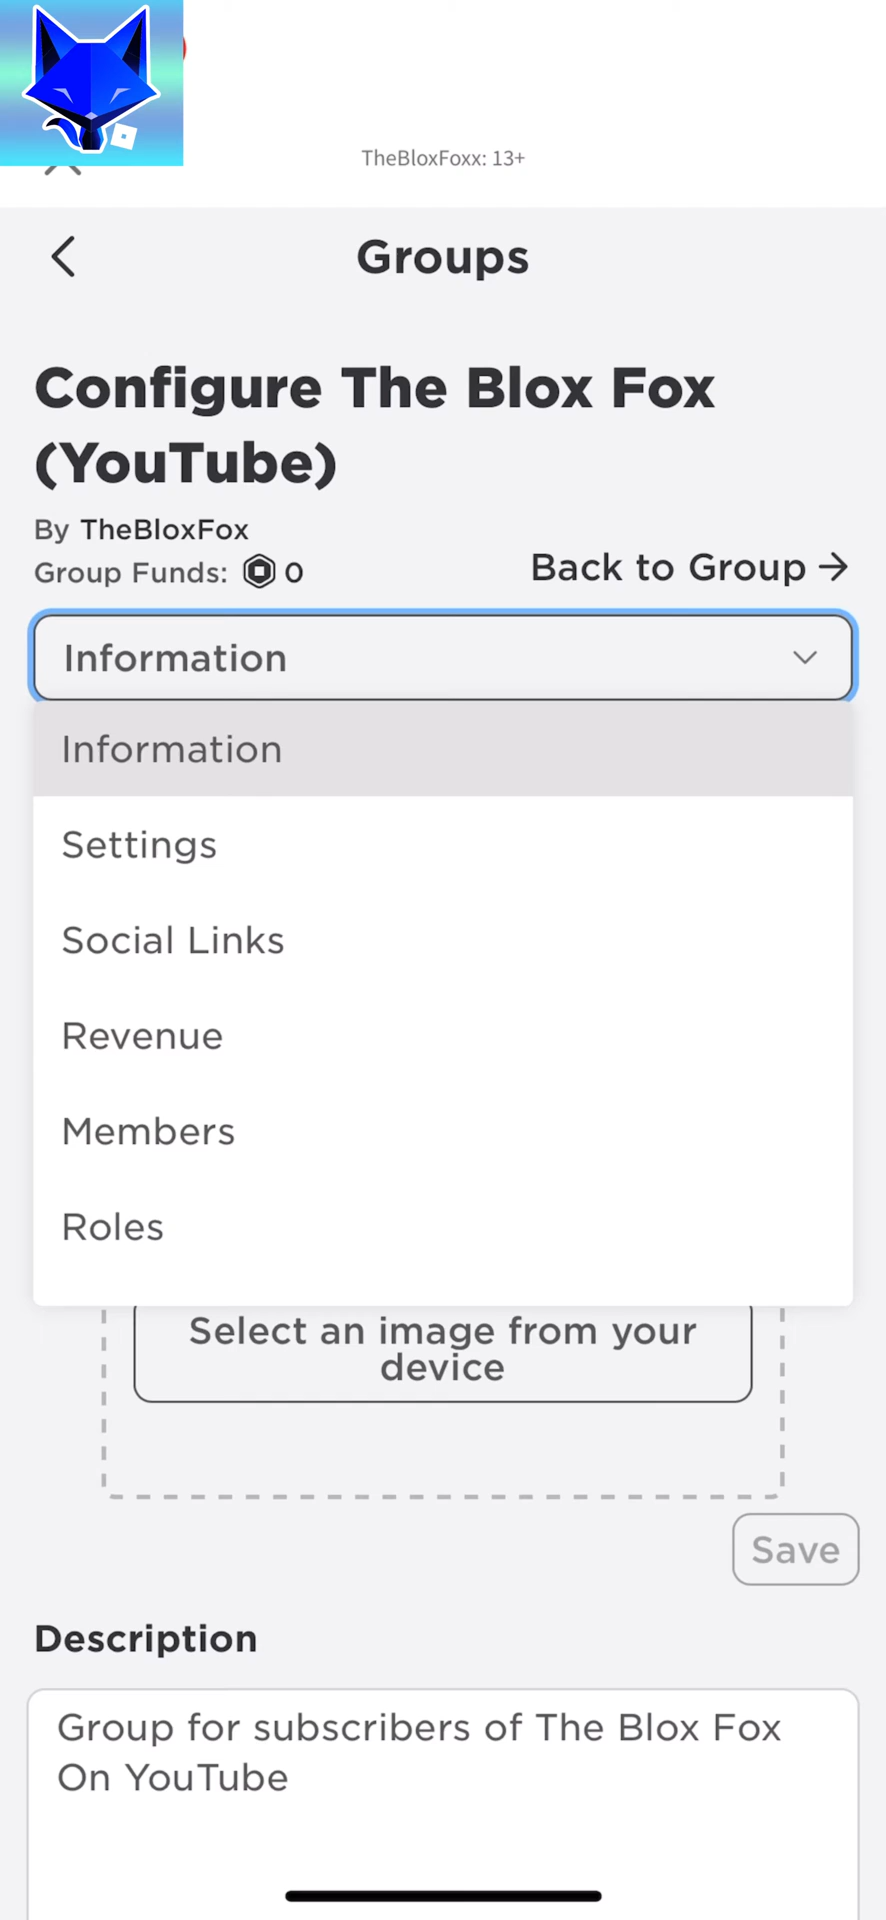 TheBloxFoxx: 13+
Groups
Configure The Blox Fox
(YouTube)
By TheBloxFox
Group Funds: 0
Back to Group →
Information
Information
Settings
Social Links
Revenue
Members
Roles
Select an image from your
device
Save
Description
Group for subscribers of The Blox Fox
On YouTube